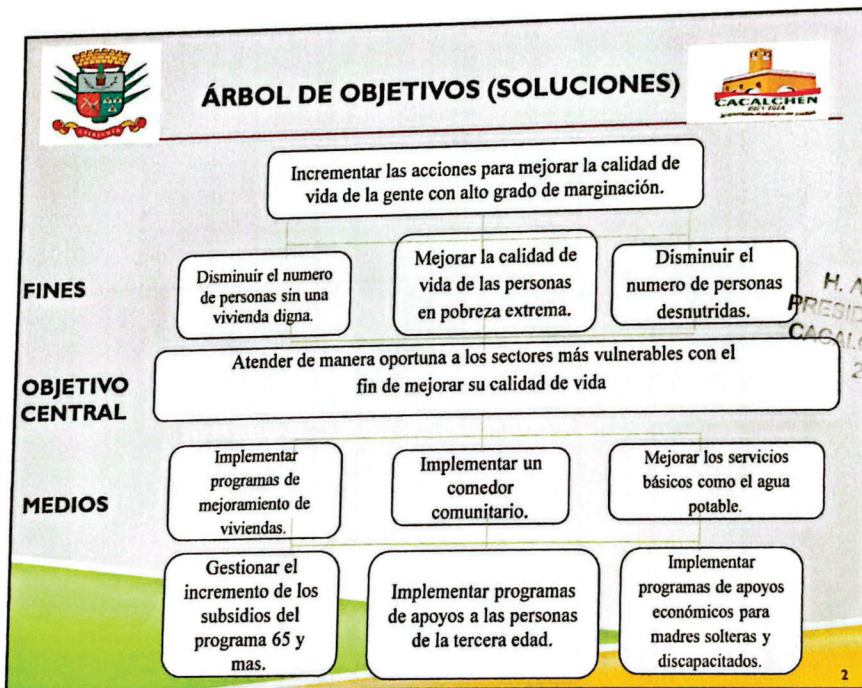 ÁRBOL DE OBJETIVOS (SOLUCIONES)
CACALCHEN
Incrementar las acciones para mejorar la calidad de
vida de la gente con alto grado de marginación.
FINES
Disminuir el numero
de personas sin una
vivienda digna.
Mejorar la calidad de
vida de las personas
en pobreza extrema.
Disminuir el
numero de personas
desnutridas.
H. A
PRESID
CACALC
2
OBJETIVO
CENTRAL
Atender de manera oportuna a los sectores más vulnerables con el
fin de mejorar su calidad de vida
MEDIOS
Implementar
programas de
mejoramiento de
viviendas.
Implementar un
comedor
comunitario.
Mejorar los servicios
básicos como el agua
potable.
Gestionar el
incremento de los
subsidios del
programa 65 y
mas.
Implementar programas
de apoyos a las personas
de la tercera edad.
Implementar
programas de apoyos
económicos para
madres solteras y
discapacitados.
2